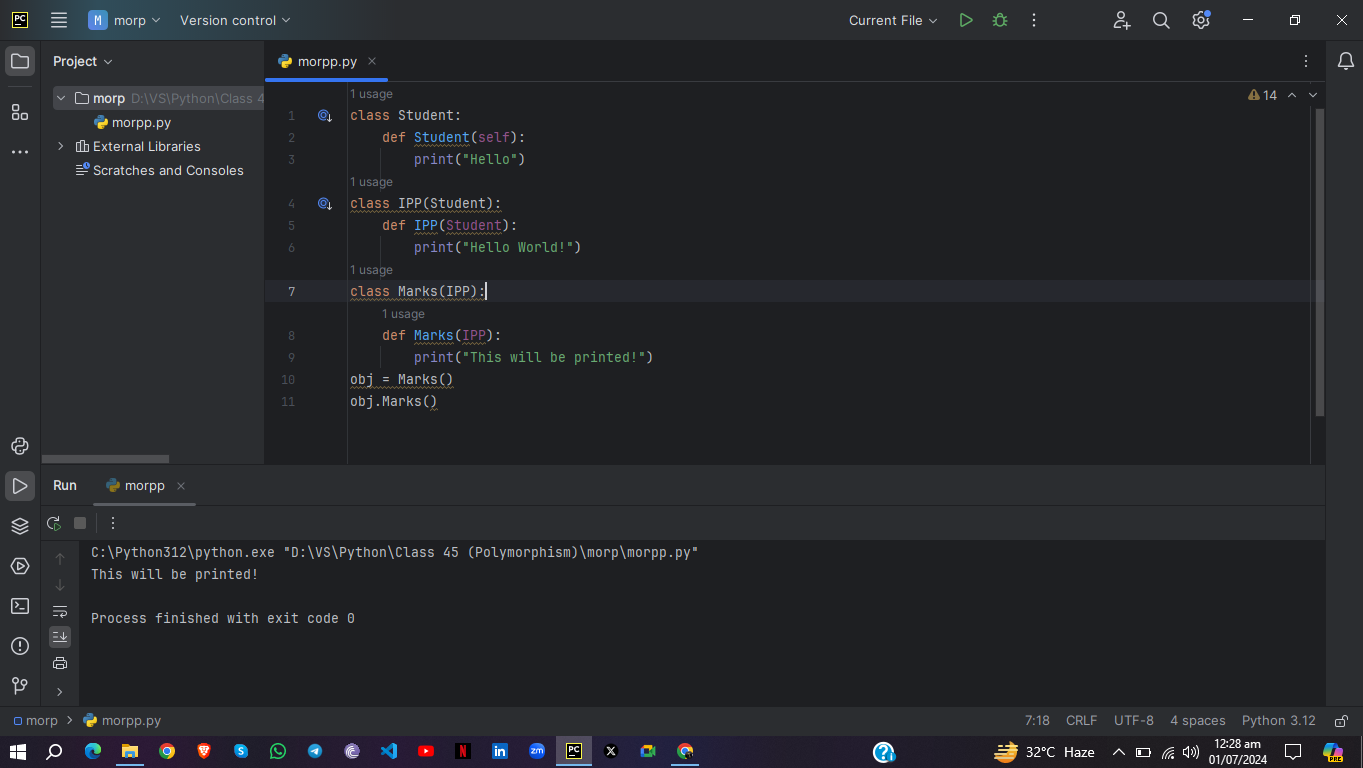 PC M morp Version control Current File
Project morpp.py
morp D:\VS\Python\Class 4
morpp.py
External Libraries
Scratches and Consoles
14
1 usage
1 class Student:
2 def Student(self):
3 print("Hello")
1 usage
4 class IPP(Student):
5 def IPP(Student):
6 print("Hello World!")
1 usage
7 class Marks(IPP):
1 usage
8 def Marks(IPP):
9 print("This will be printed!")
10 obj = Marks()
11 obj.Marks()
Run morpp
C:\Python312\python.exe "D:\VS\Python\Class 45 (Polymorphism)\morp\morpp.py"
This will be printed!
Process finished with exit code 0
morp morpp.py 7:18 CRLF UTF-8 4 spaces Python 3.12
zm PC 32°C Haze 12:28 am
01/07/2024
PRE